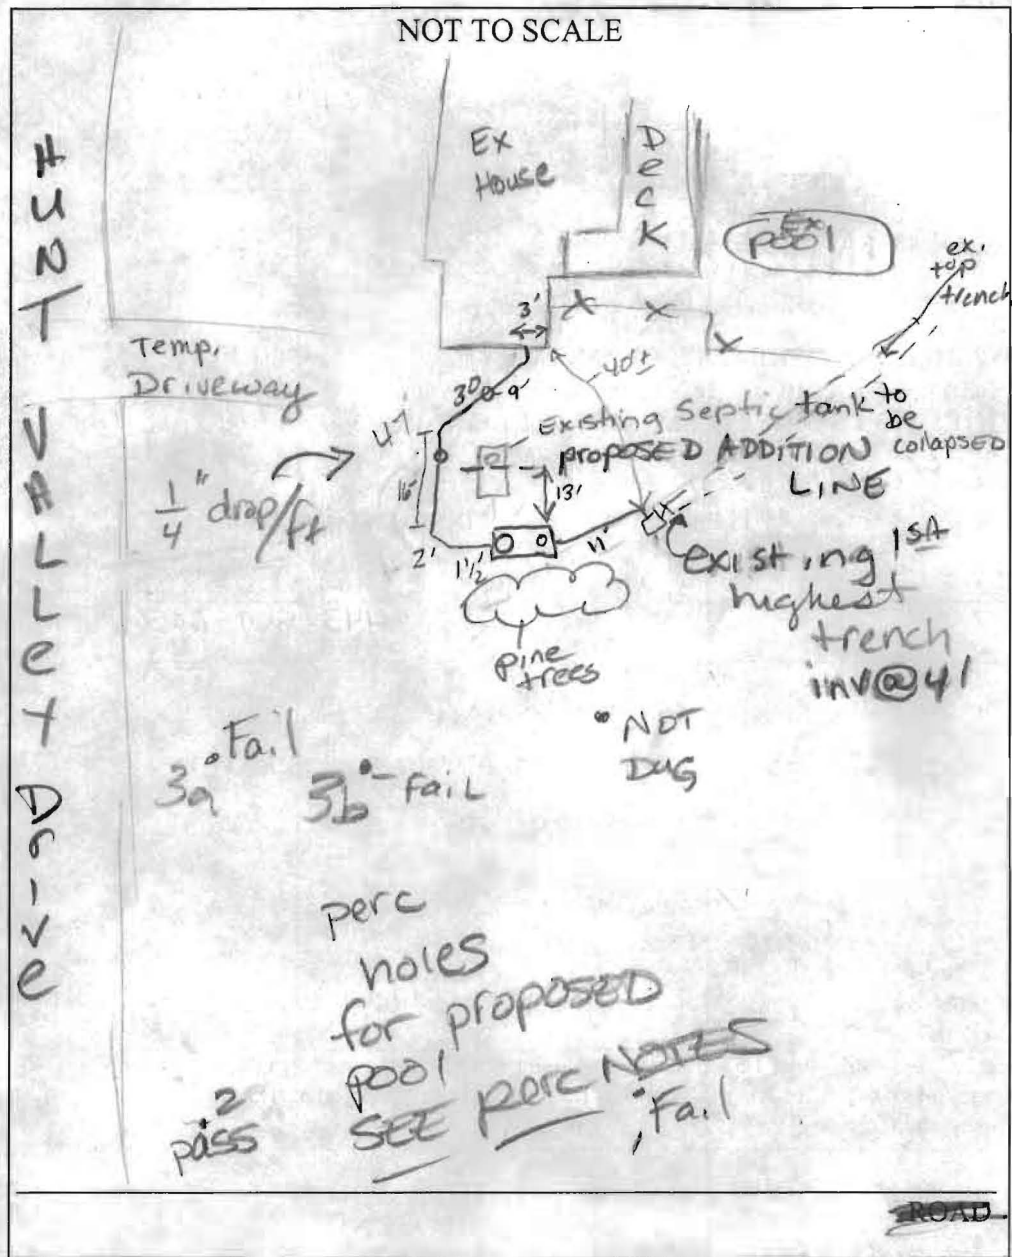 NOT TO SCALE
HUNT VALLEY Drive
Ex
House
Deck
Ex
pool
ex.
top
trench
3'
Temp.
Driveway
40'±
9'
Existing septic tank to
be
collapsed
proposed ADDITION
LINE
1/4" drop/ft
16'
13'
2'
1 1/2'
11'
existing 1st
highest
trench
inv@4'
pine
trees
NOT
DUG
3a Fail
3b - Fail
perc
holes
for proposed
pool
SEE perc NOTES
2
pass
1 Fail
ROAD